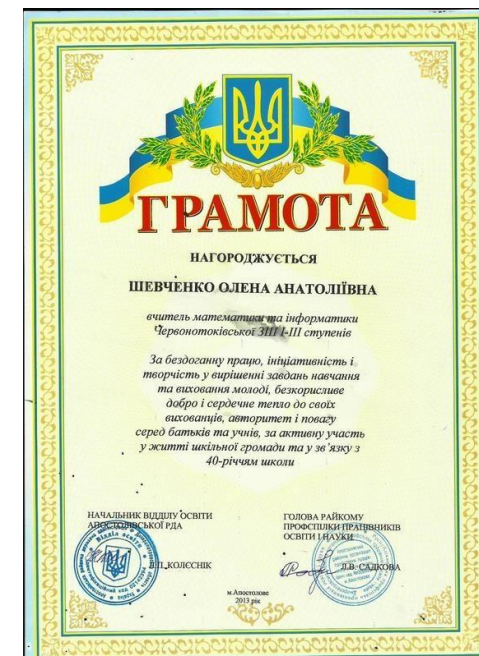 ГРАМОТА
НАГОРОДЖУЄТЬСЯ
ШЕВЧЕНКО ОЛЕНА АНАТОЛІЇВНА
вчитель математики та інформатики
Червонотоківської ЗШ І-ІІІ ступенів
За бездоганну працю, ініціативність і
творчість у вирішенні завдань навчання
та виховання молоді, безкорисливе
добро і сердечне тепло до своїх
вихованців, авторитет і повагу
серед батьків та учнів, за активну участь
у житті шкільної громади та у зв'язку з
40-річчям школи
НАЧАЛЬНИК ВІДДІЛУ ОСВІТИ
АПОСТОЛІВСЬКОЇ РДА
КОЛЄСНІК
ГОЛОВА РАЙКОМУ
ПРОФСПІЛКИ ПРАЦІВНИКІВ
ОСВІТИ І НАУКИ
Л.В. САДКОВА
Відділ освіти
м.Апостолове
2013 рік